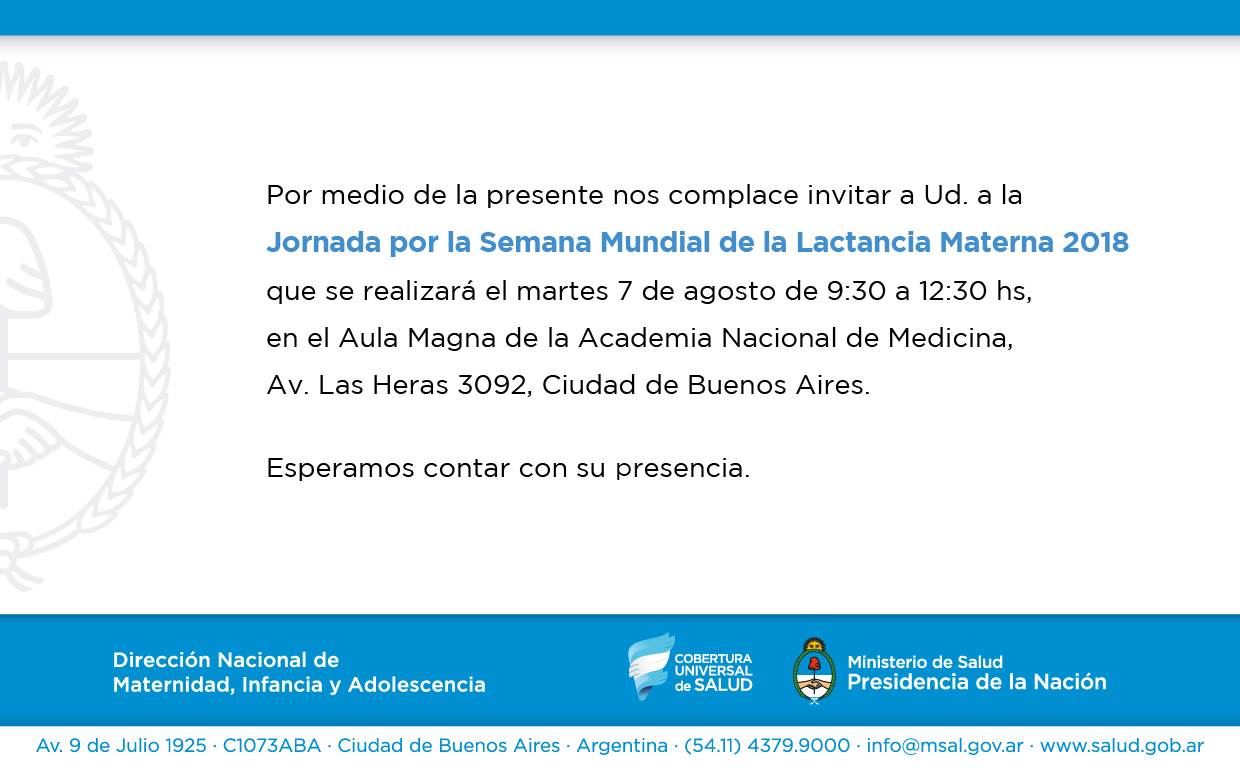 Por medio de la presente nos complace invitar a Ud. a la
Jornada por la Semana Mundial de la Lactancia Materna 2018
que se realizará el martes 7 de agosto de 9:30 a 12:30 hs,
en el Aula Magna de la Academia Nacional de Medicina,
Av. Las Heras 3092, Ciudad de Buenos Aires.
Esperamos contar con su presencia.
Dirección Nacional de
Maternidad, Infancia y Adolescencia
COBERTURA
UNIVERSAL
de SALUD
Ministerio de Salud
Presidencia de la Nación
Av. 9 de Julio 1925 · C1073ABA · Ciudad de Buenos Aires · Argentina · (54.11) 4379.9000 · info@msal.gov.ar · www.salud.gob.ar